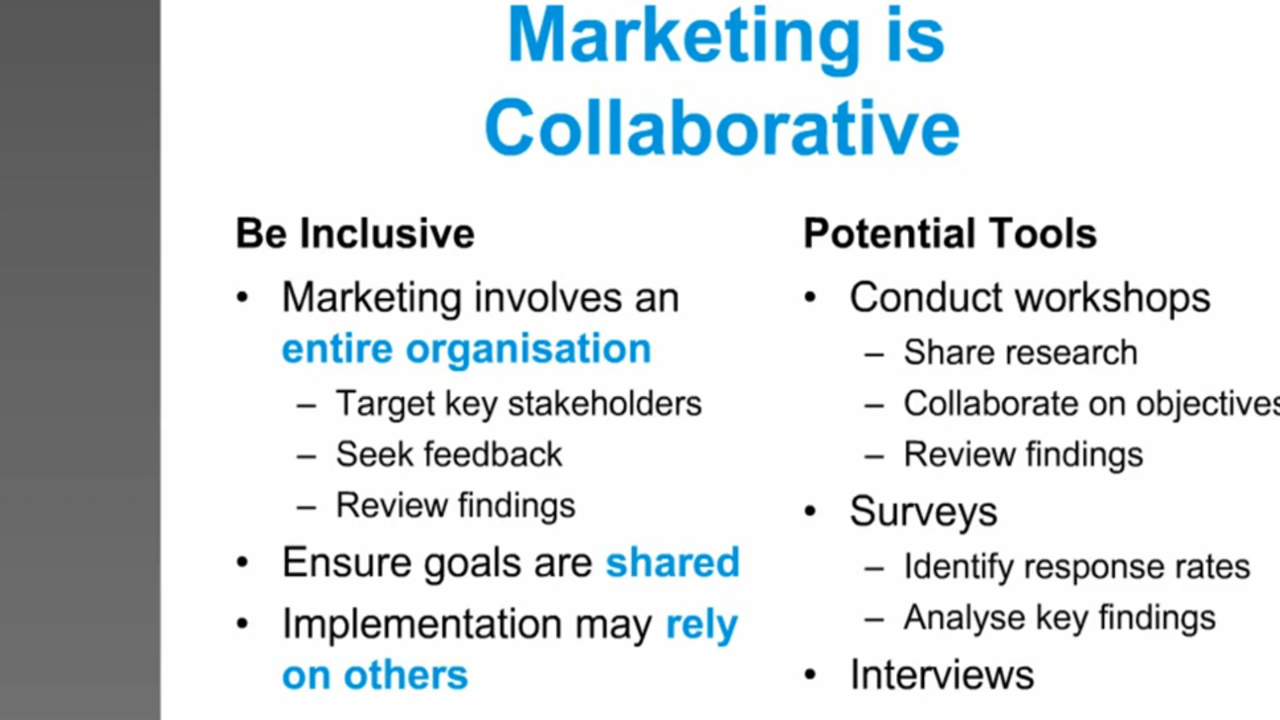 Marketing is
Collaborative
Be Inclusive
• Marketing involves an
entire organisation
– Target key stakeholders
– Seek feedback
– Review findings
• Ensure goals are shared
• Implementation may rely
on others
Potential Tools
• Conduct workshops
– Share research
– Collaborate on objectives
– Review findings
• Surveys
– Identify response rates
– Analyse key findings
• Interviews